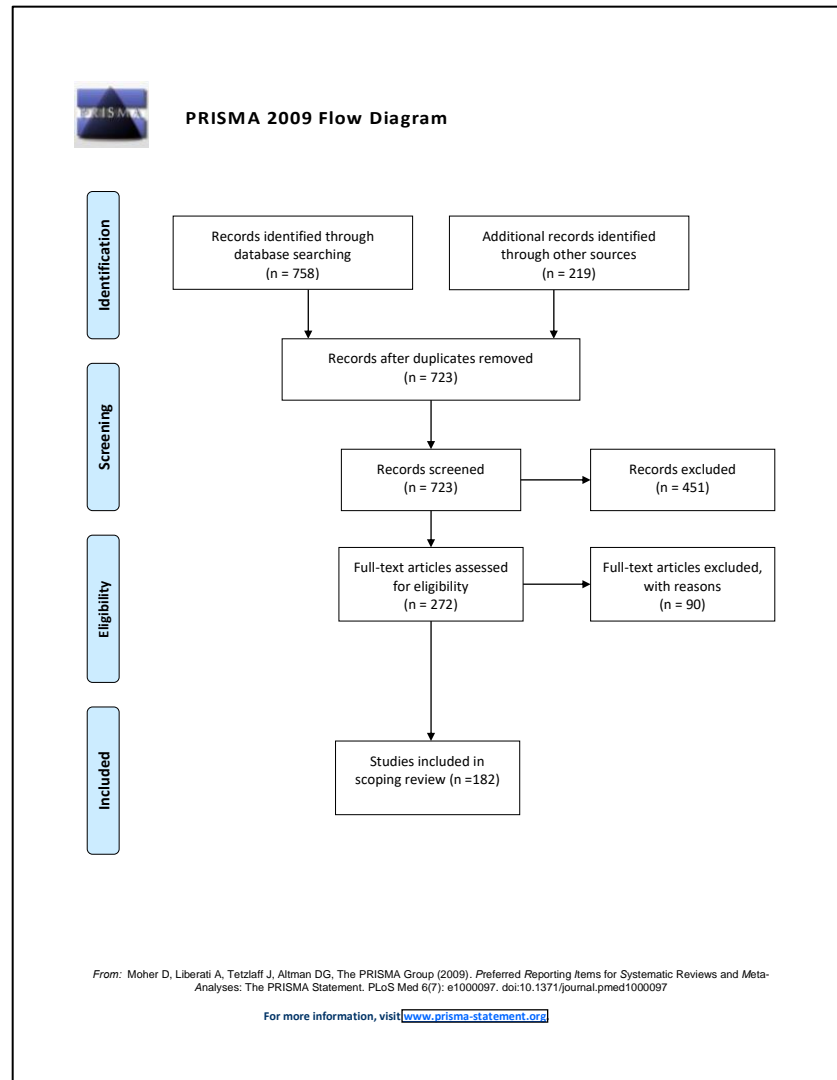 PRISMA
PRISMA 2009 Flow Diagram
Identification
Records identified through
database searching
(n = 758)
Additional records identified
through other sources
(n = 219)
Records after duplicates removed
(n = 723)
Screening
Records screened
(n = 723)
Records excluded
(n = 451)
Eligibility
Full-text articles assessed
for eligibility
(n = 272)
Full-text articles excluded,
with reasons
(n = 90)
Included
Studies included in
scoping review (n =182)
From: Moher D, Liberati A, Tetzlaff J, Altman DG, The PRISMA Group (2009). Preferred Reporting Items for Systematic Reviews and Meta-
Analyses: The PRISMA Statement. PLoS Med 6(7): e1000097. doi:10.1371/journal.pmed1000097
For more information, visit www.prisma-statement.org.